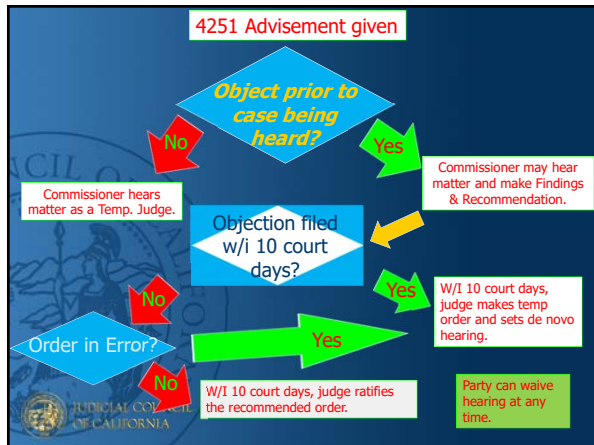 4251 Advisement given
Object prior to
case being
heard?
No
Yes
Commissioner hears
matter as a Temp. Judge.
Commissioner may hear
matter and make Findings
& Recommendation.
Objection filed
w/i 10 court
days?
No
Yes
W/I 10 court days,
judge makes temp
order and sets de novo
hearing.
Order in Error?
Yes
No
W/I 10 court days, judge ratifies
the recommended order.
Party can waive
hearing at any
time.
JUDICIAL COUNCIL
OF CALIFORNIA